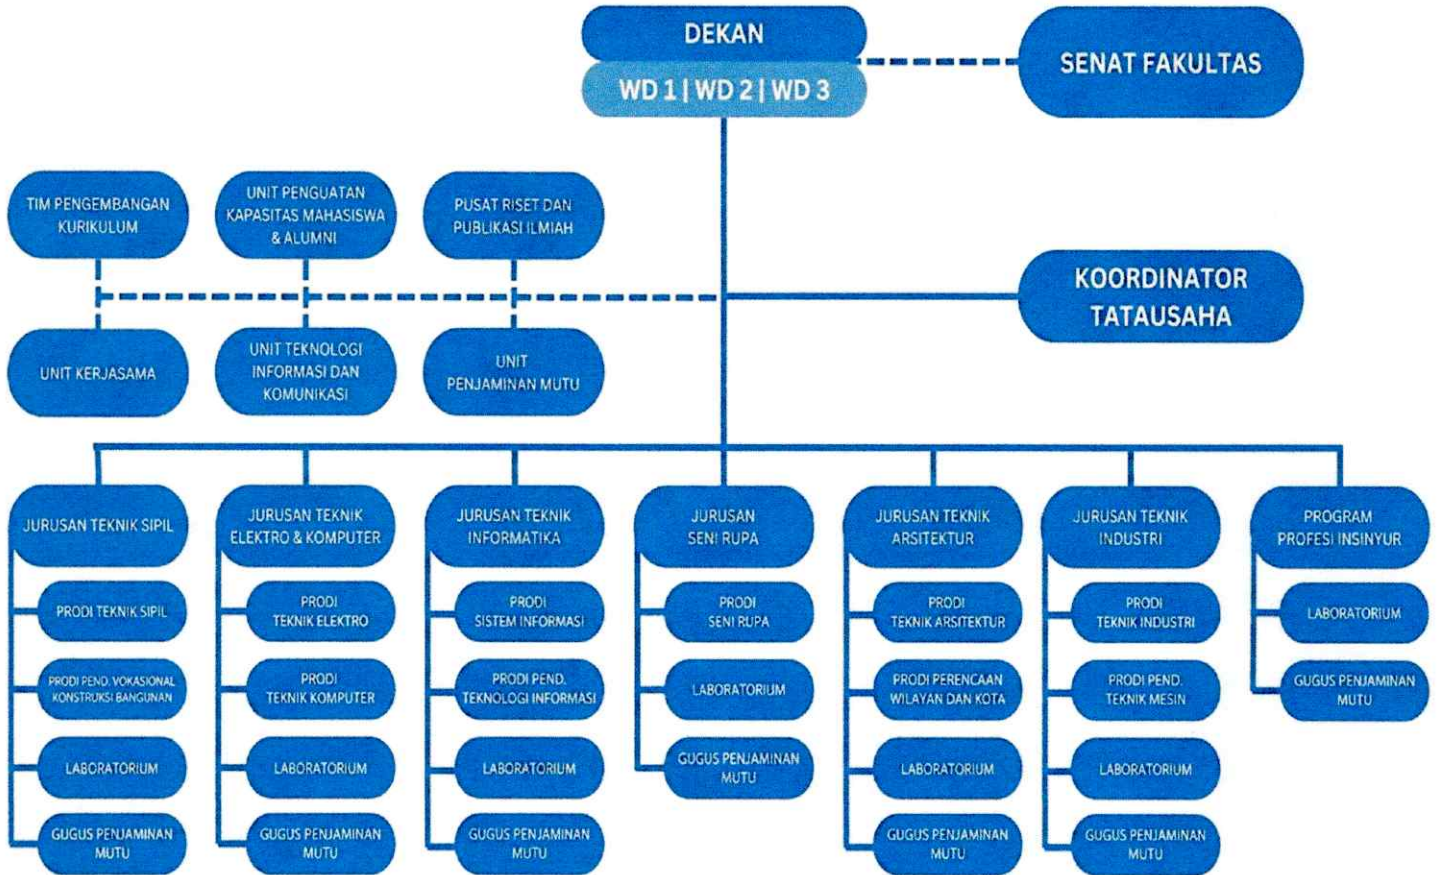 DEKAN
WD 1 | WD 2 | WD 3
SENAT FAKULTAS
TIM PENGEMBANGAN
KURIKULUM
UNIT PENGUATAN
KAPASITAS MAHASISWA
& ALUMNI
PUSAT RISET DAN
PUBLIKASI ILMIAH
KOORDINATOR
TATAUSAHA
UNIT KERJASAMA
UNIT TEKNOLOGI
INFORMASI DAN
KOMUNIKASI
UNIT
PENJAMINAN MUTU
JURUSAN TEKNIK SIPIL
PRODI TEKNIK SIPIL
PRODI PEND. VOKASIONAL
KONSTRUKSI BANGUNAN
LABORATORIUM
GUGUS PENJAMINAN
MUTU
JURUSAN TEKNIK
ELEKTRO & KOMPUTER
PRODI
TEKNIK ELEKTRO
PRODI
TEKNIK KOMPUTER
LABORATORIUM
GUGUS PENJAMINAN
MUTU
JURUSAN TEKNIK
INFORMATIKA
PRODI
SISTEM INFORMASI
PRODI PEND.
TEKNOLOGI INFORMASI
LABORATORIUM
GUGUS PENJAMINAN
MUTU
JURUSAN
SENI RUPA
PRODI
SENI RUPA
LABORATORIUM
GUGUS PENJAMINAN
MUTU
JURUSAN TEKNIK
ARSITEKTUR
PRODI
TEKNIK ARSITEKTUR
PRODI PERENCAAN
WILAYAN DAN KOTA
LABORATORIUM
GUGUS PENJAMINAN
MUTU
JURUSAN TEKNIK
INDUSTRI
PRODI
TEKNIK INDUSTRI
PRODI PEND.
TEKNIK MESIN
LABORATORIUM
GUGUS PENJAMINAN
MUTU
PROGRAM
PROFESI INSINYUR
LABORATORIUM
GUGUS PENJAMINAN
MUTU